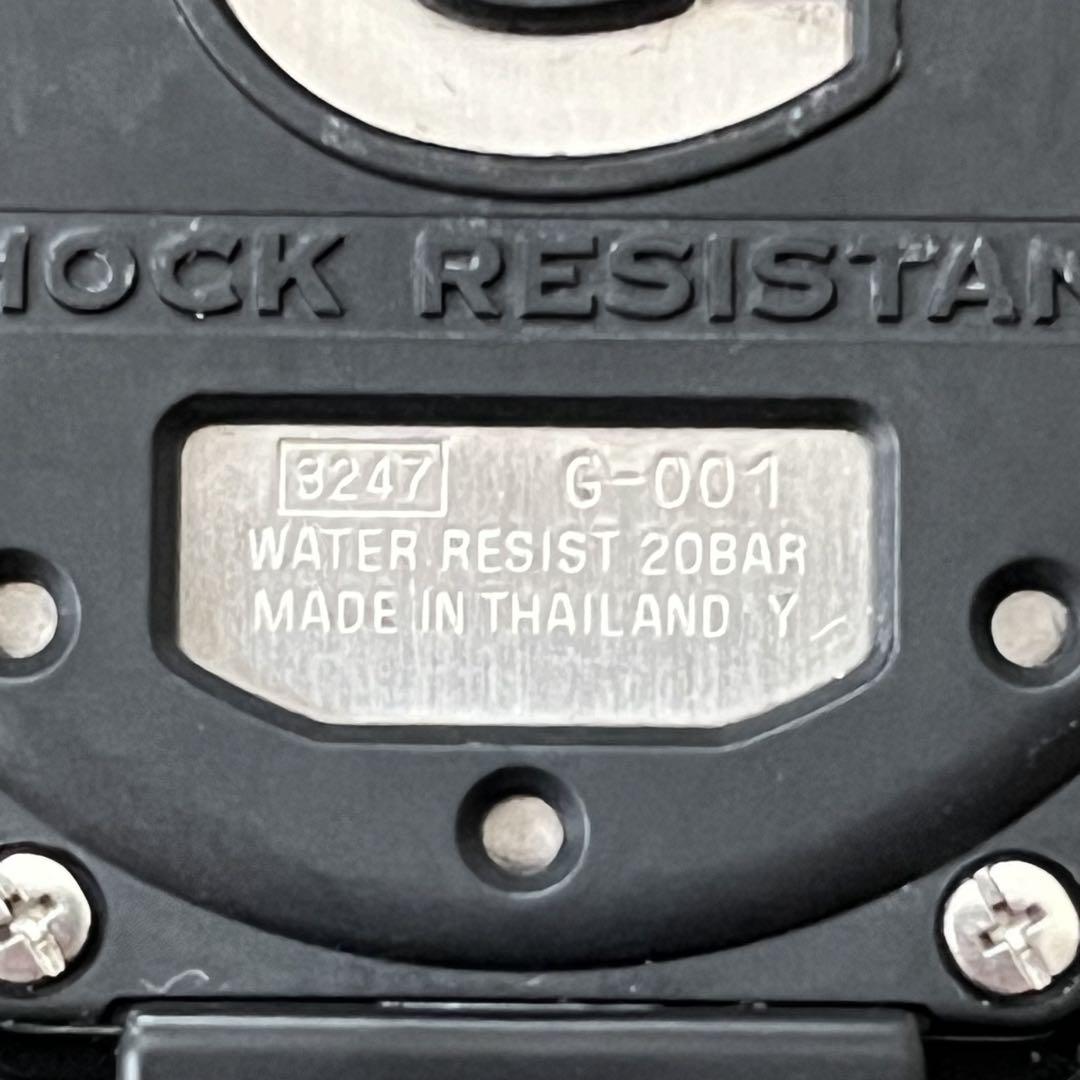 HOCK RESISTAN
3247 G-001
WATER RESIST 20BAR
MADE IN THAILAND Y